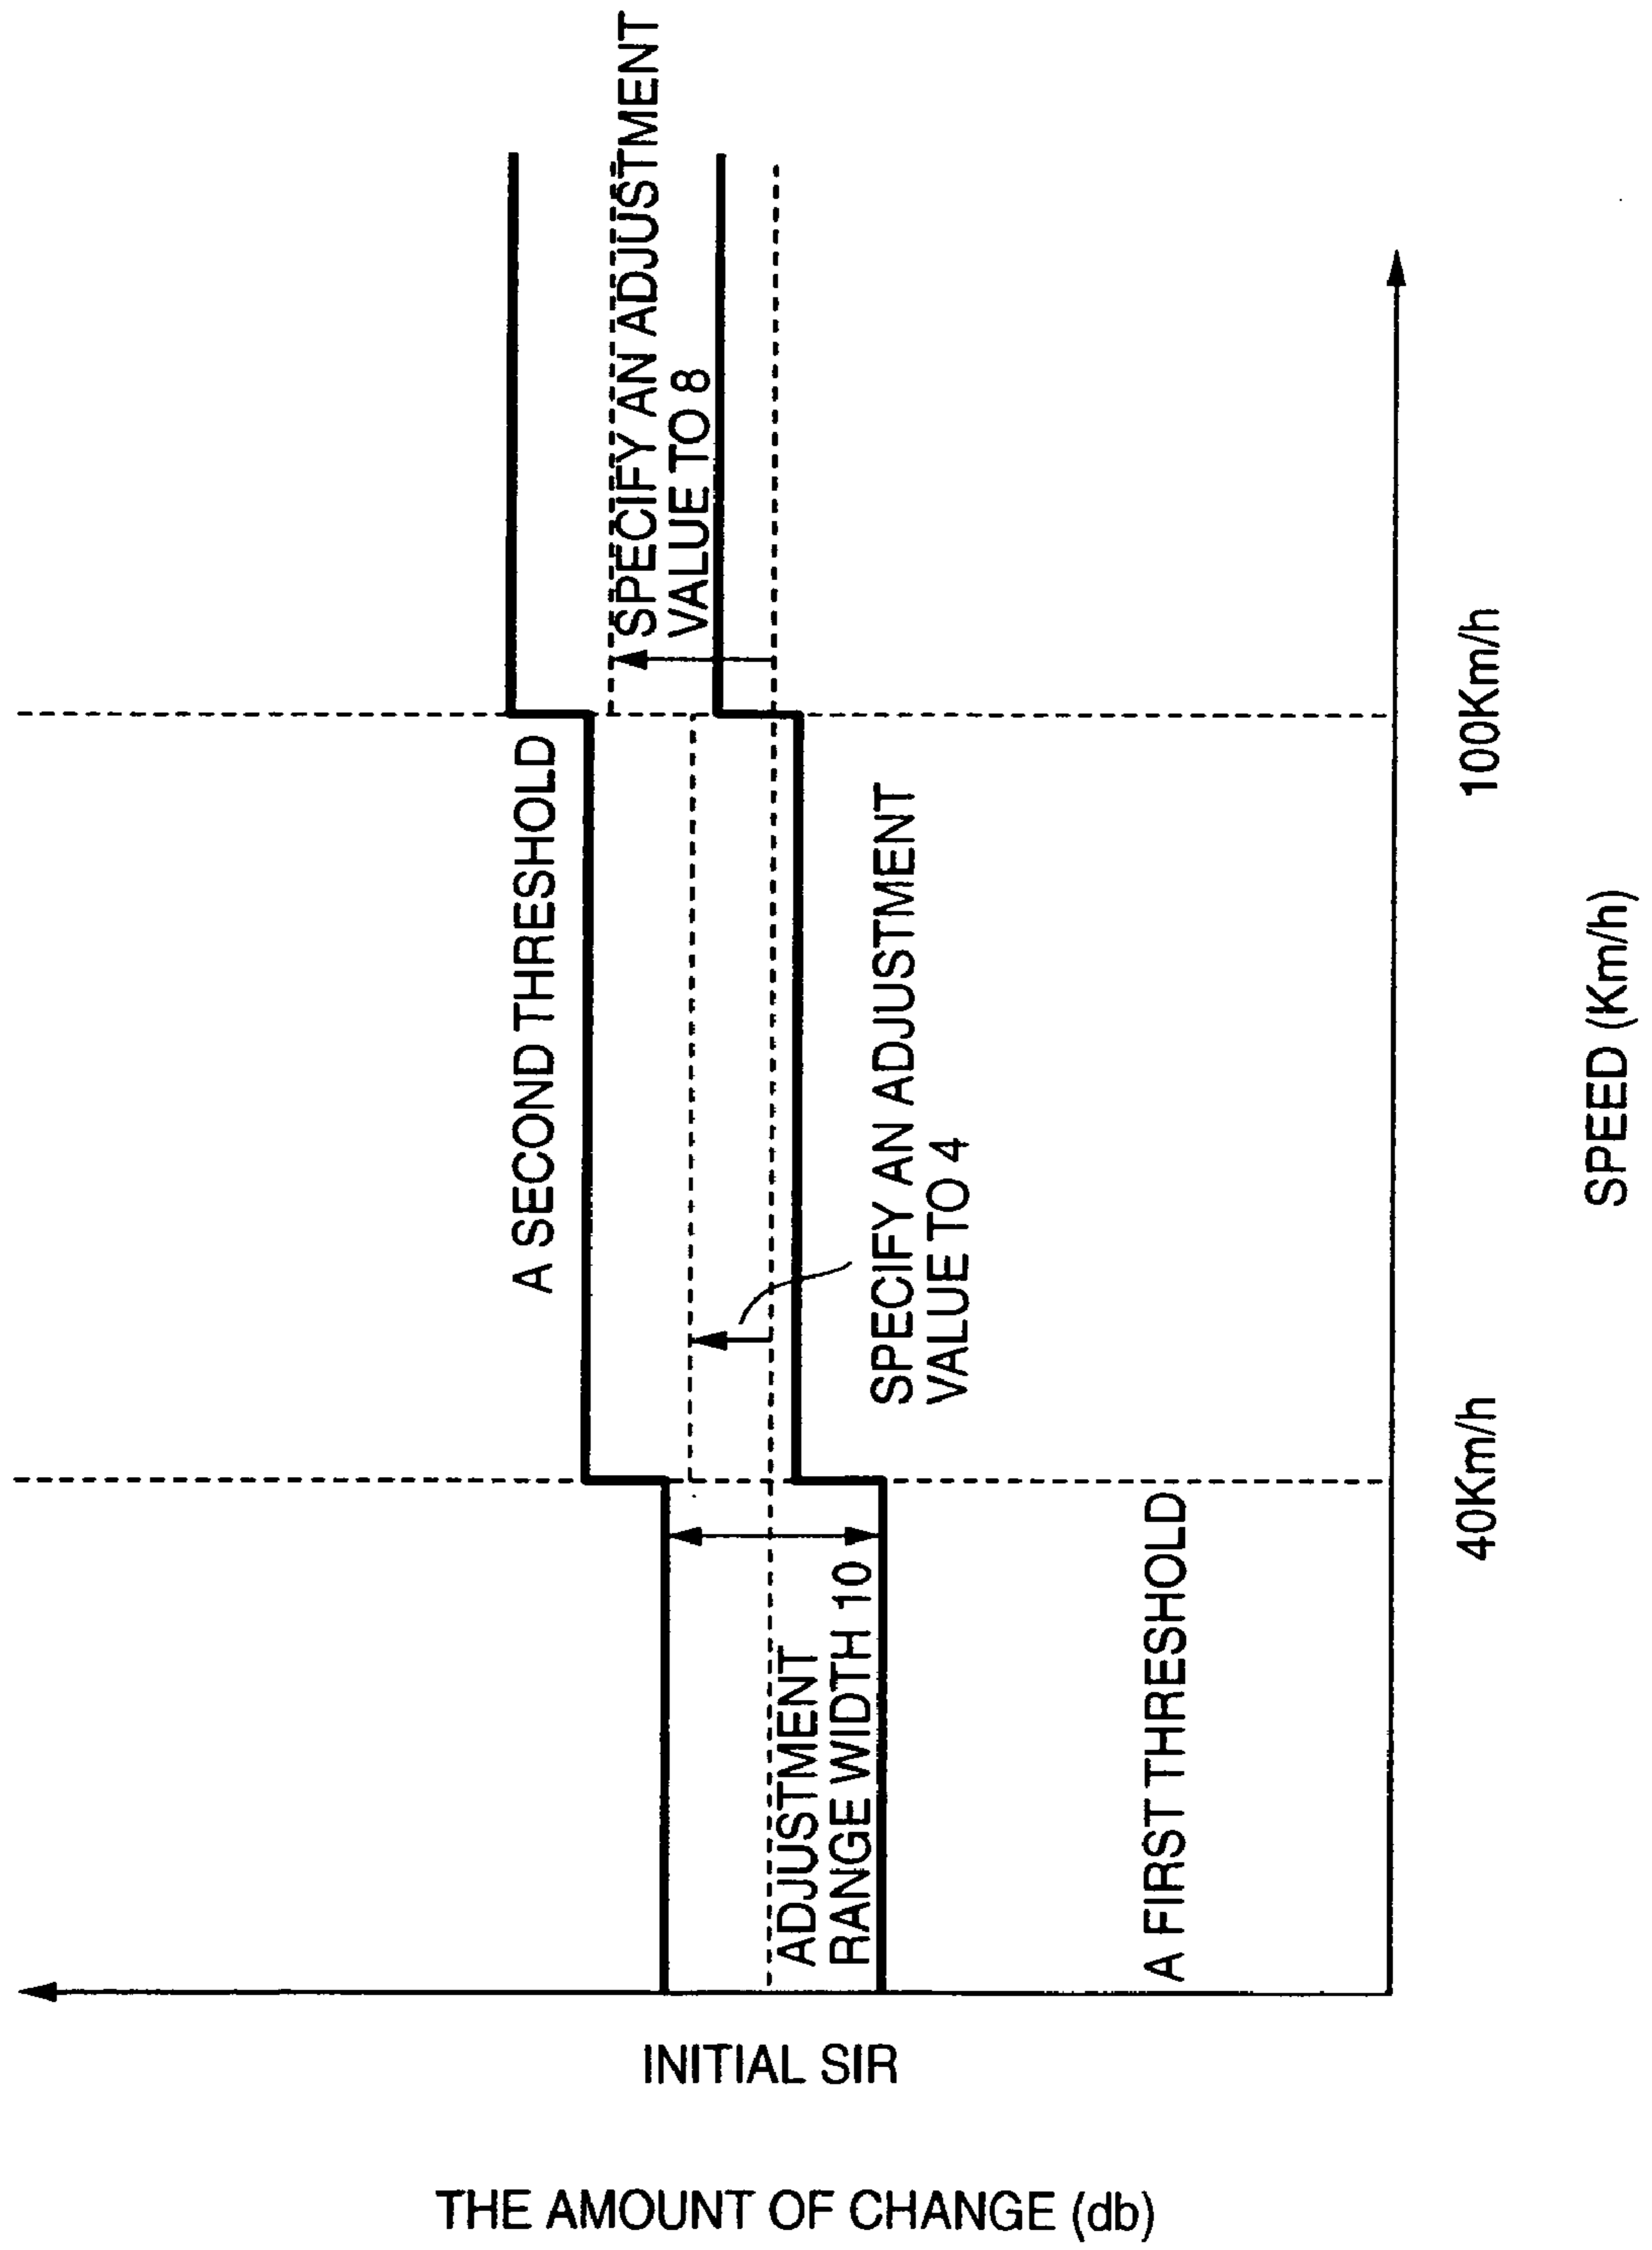 THE AMOUNT OF CHANGE (db)
INITIAL SIR
A SECOND THRESHOLD
SPECIFY AN ADJUSTMENT
VALUE TO 8
ADJUSTMENT
RANGE WIDTH 10
SPECIFY AN ADJUSTMENT
VALUE TO 4
A FIRST THRESHOLD
40Km/h
100Km/h
SPEED (Km/h)